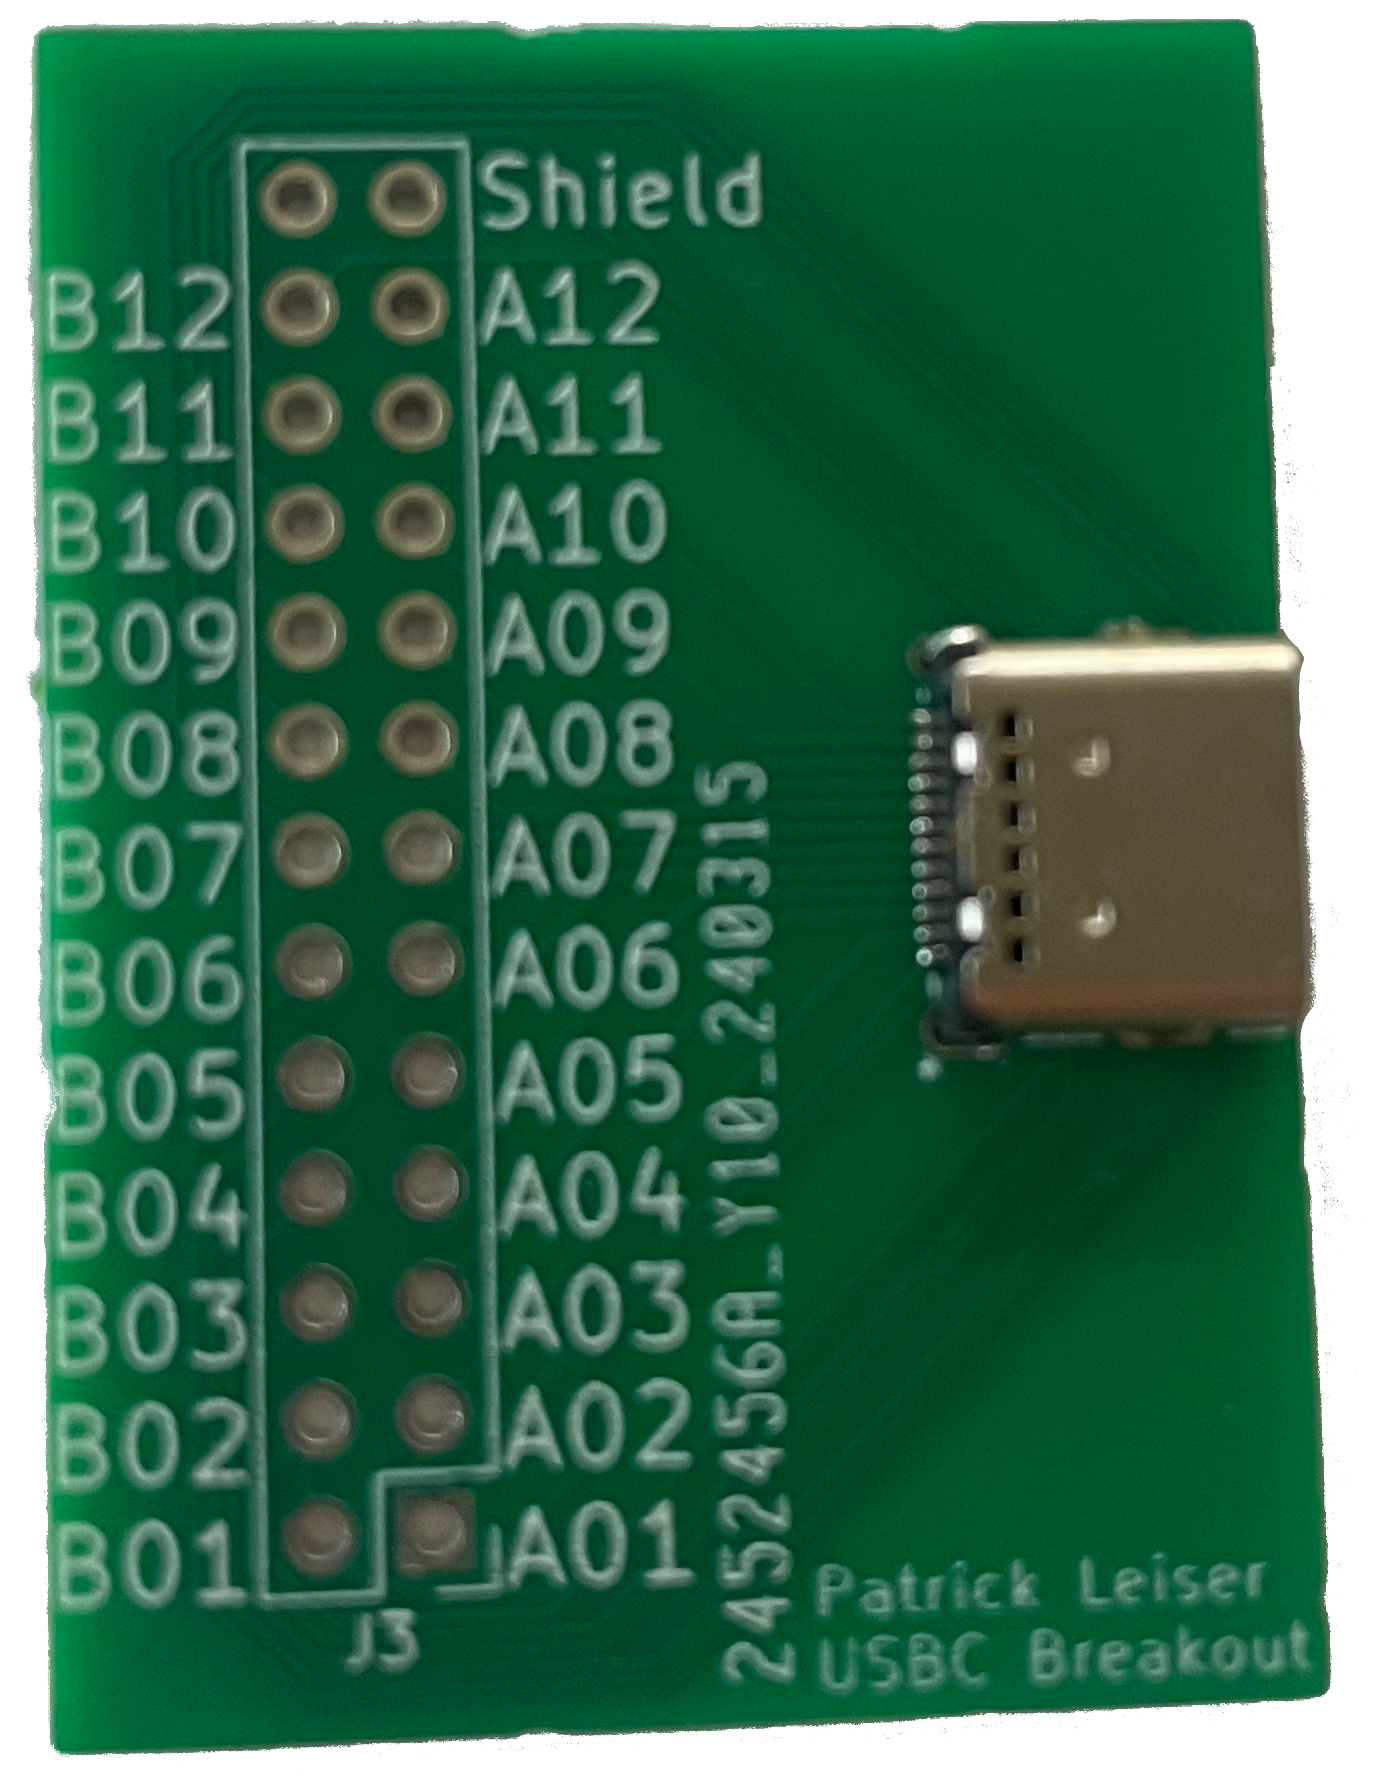 Shield
B12 A12
B11 A11
B10 A10
B09 A09
B08 A08
B07 A07
B06 A06
B05 A05
B04 A04
B03 A03
B02 A02
B01 A01
J3
2452456A_Y10_240315
Patrick Leiser
USBC Breakout